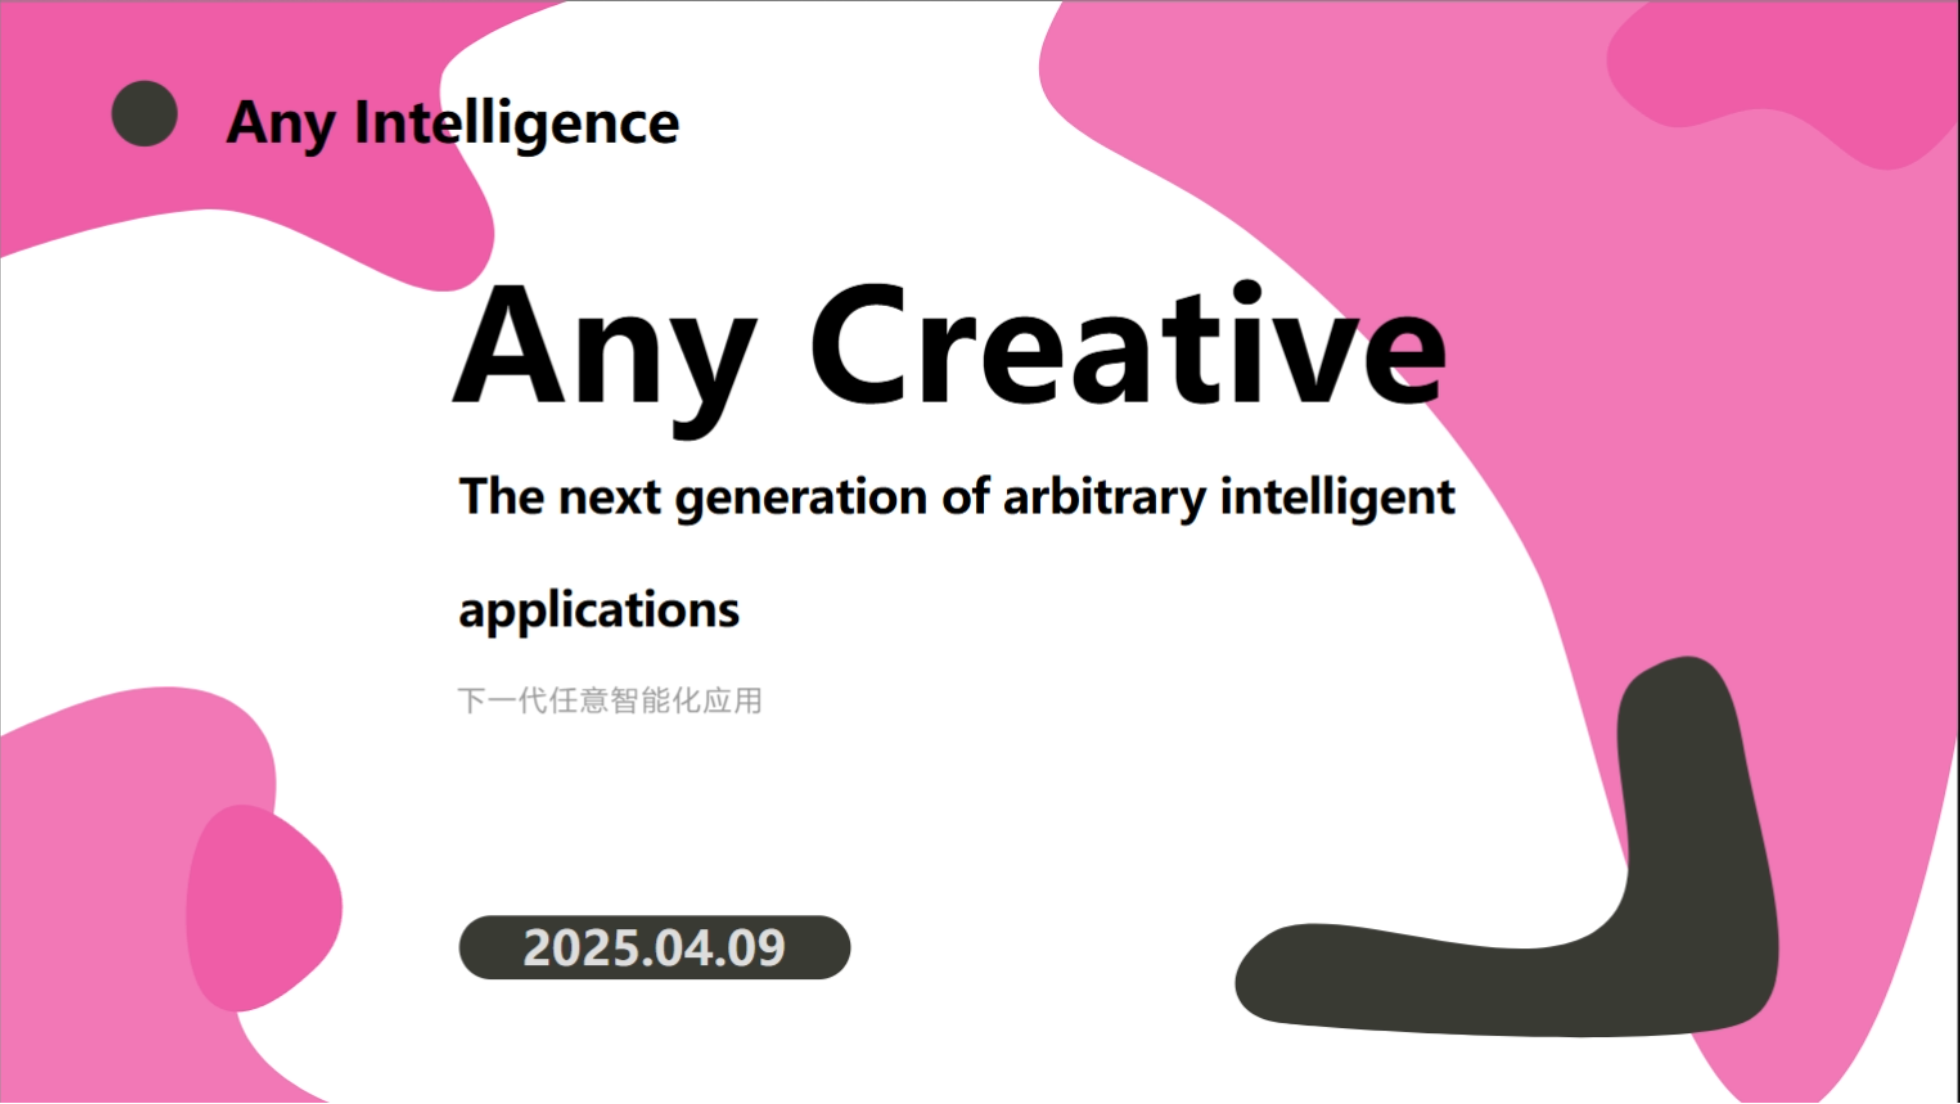 Any Intelligence
Any Creative
The next generation of arbitrary intelligent
applications
下一代任意智能化应用
2025.04.09